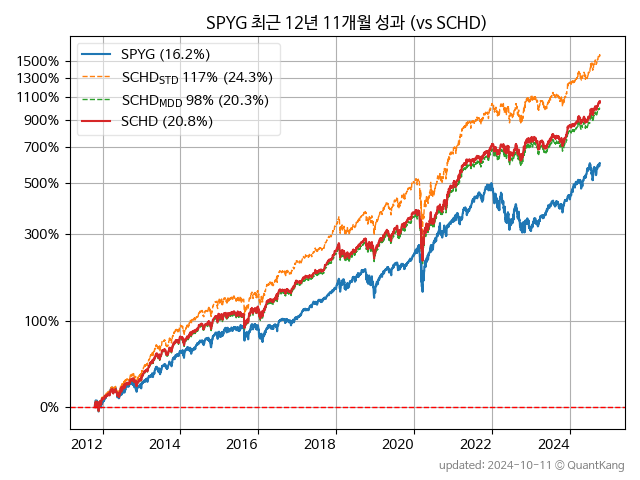 SPYG 최근 12년 11개월 성과 (vs SCHD)
SPYG (16.2%)
SCHD_STD 117% (24.3%)
SCHD_MDD 98% (20.3%)
SCHD (20.8%)
1500%
1300%
1100%
900%
700%
500%
300%
100%
0%
2012 2014 2016 2018 2020 2022 2024
updated: 2024-10-11 © QuantKang